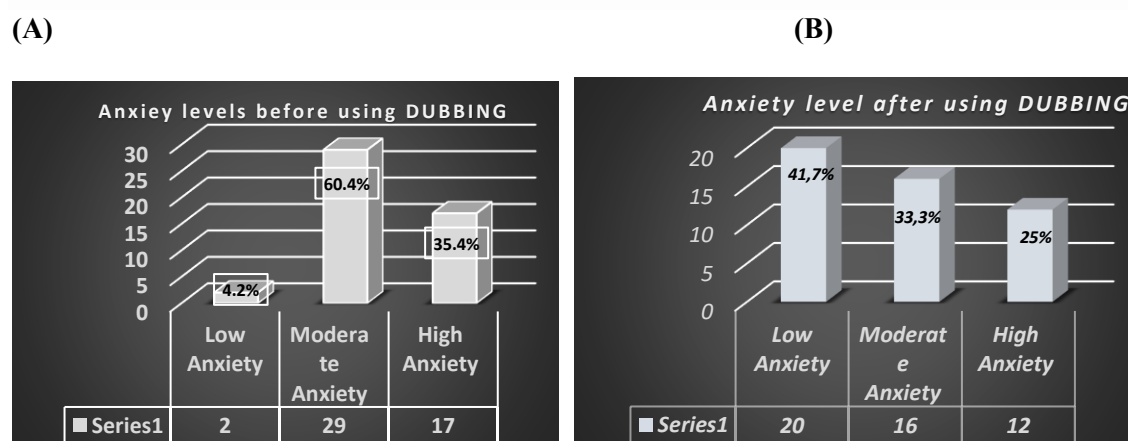 (A)
(B)
Anxiey levels before using DUBBING
30
25
20
15
10
5
0
4.2%
60.4%
35.4%
Low
Anxiety
Modera
te
Anxiety
High
Anxiety
Series1 2 29 17
Anxiety level after using DUBBING
20
15
10
5
0
41,7%
33,3%
25%
Low
Anxiety
Moderat
e
Anxiety
High
Anxiety
Series1 20 16 12